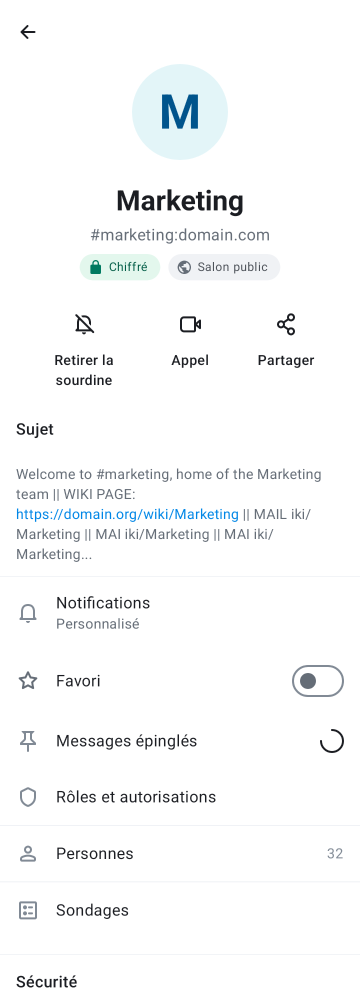 M
Marketing
#marketing:domain.com
Chiffré
Salon public
Retirer la
sourdine
Appel
Partager
Sujet
Welcome to #marketing, home of the Marketing
team || WIKI PAGE:
https://domain.org/wiki/Marketing || MAIL iki/
Marketing || MAI iki/Marketing || MAI iki/
Marketing...
Notifications
Personnalisé
Favori
Messages épinglés
Rôles et autorisations
Personnes 32
Sondages
Sécurité